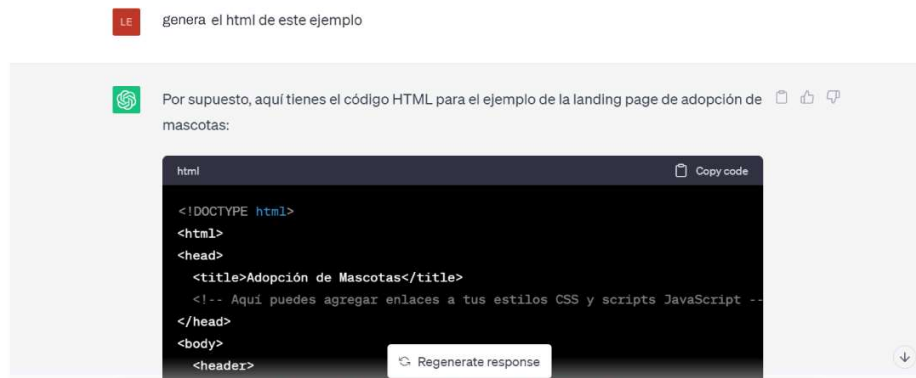 LE
genera el html de este ejemplo
Por supuesto, aquí tienes el código HTML para el ejemplo de la landing page de adopción de
mascotas:
html
Copy code
<!DOCTYPE html>
<html>
<head>
<title>Adopción de Mascotas</title>
<!-- Aquí puedes agregar enlaces a tus estilos CSS y scripts JavaScript --
</head>
<body>
<header>
Regenerate response